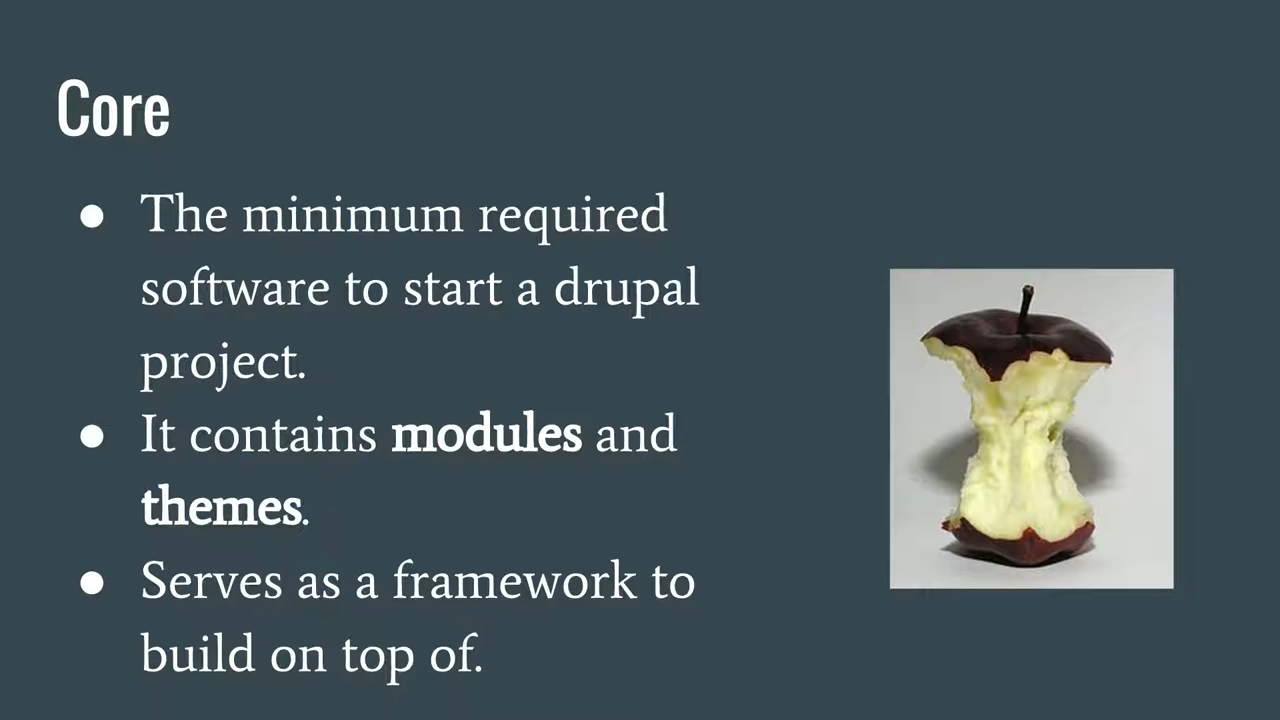 Core
● The minimum required
software to start a drupal
project.
● It contains modules and
themes.
● Serves as a framework to
build on top of.